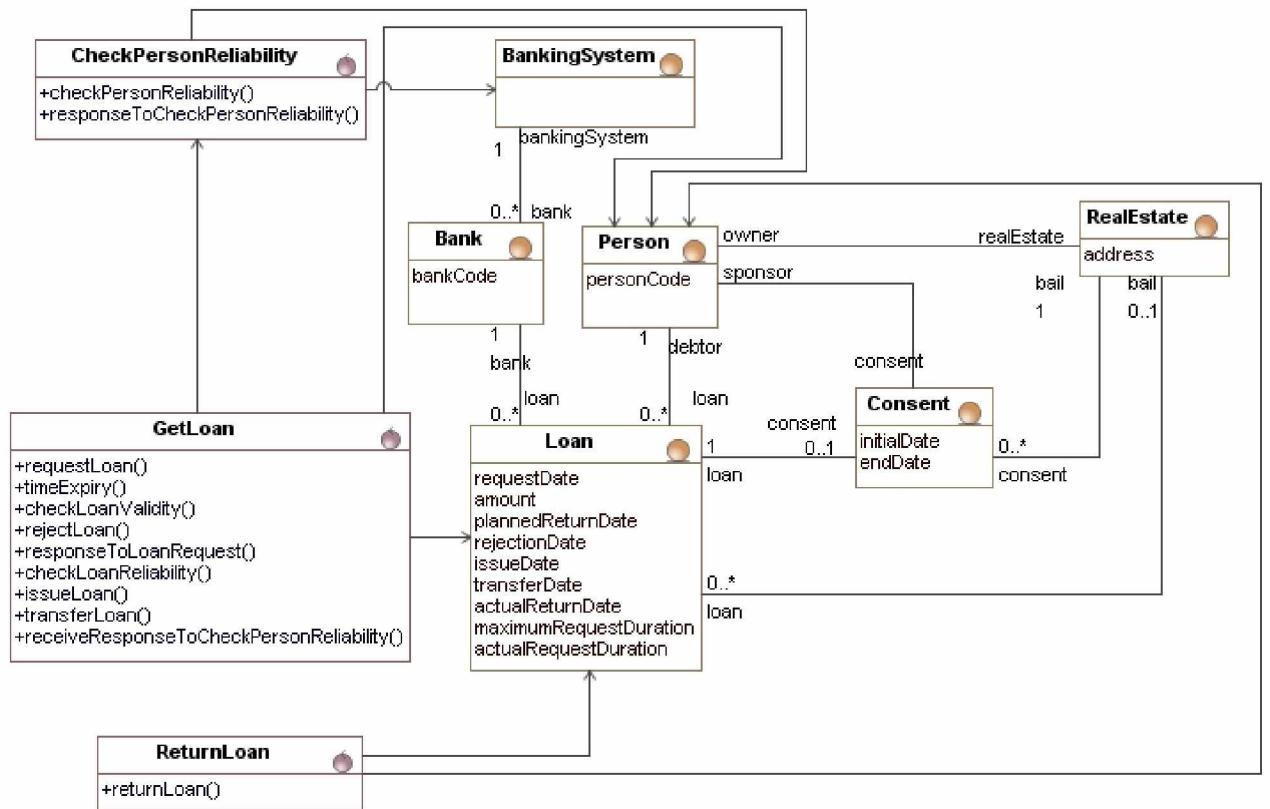 CheckPersonReliability
+checkPersonReliability()
+responseToCheckPersonReliability()
BankingSystem
bankingSystem
1
0..*
bank
Bank
bankCode
Person
personCode
owner
realEstate
sponsor
RealEstate
address
bail
1
bail
0..1
1
bank
1
debtor
consent
loan
0..*
loan
0..*
consent
0..1
1
loan
Consent
initialDate
endDate
0..*
consent
GetLoan
+requestLoan()
+timeExpiry()
+checkLoanValidity()
+rejectLoan()
+responseToLoanRequest()
+checkLoanReliability()
+issueLoan()
+transferLoan()
+receiveResponseToCheckPersonReliability()
Loan
requestDate
amount
plannedReturnDate
rejectionDate
issueDate
transferDate
actualReturnDate
maximumRequestDuration
actualRequestDuration
0..*
loan
ReturnLoan
+returnLoan()